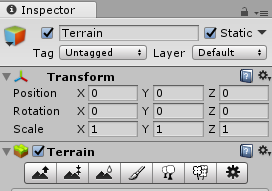 Inspector
Terrain Static
Tag Untagged Layer Default
Transform
Position X 0 Y 0 Z 0
Rotation X 0 Y 0 Z 0
Scale X 1 Y 1 Z 1
Terrain